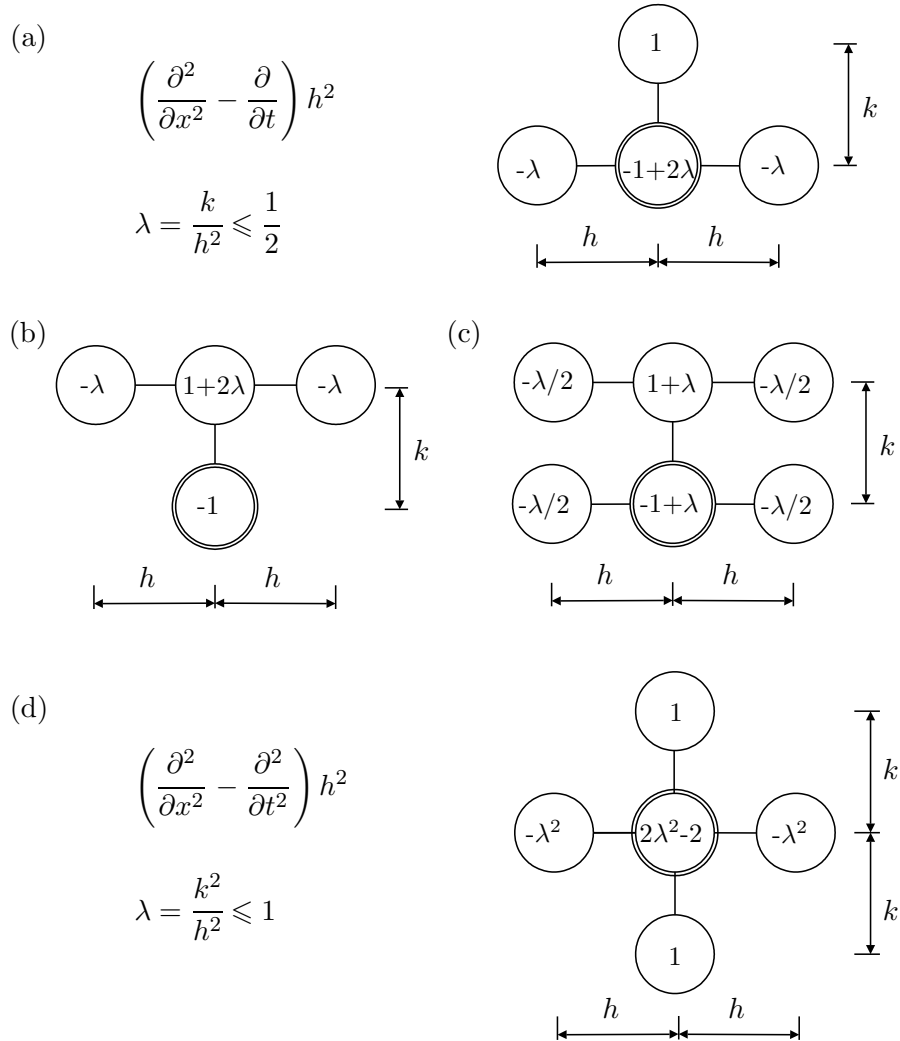 (a)
(∂²/∂x² − ∂/∂t) h²
λ = k/h² ⩽ 1/2
1
k
-λ -1+2λ -λ
h h
(b)
-λ 1+2λ -λ
k
-1
h h
(c)
-λ/2 1+λ -λ/2
k
-λ/2 -1+λ -λ/2
h h
(d)
(∂²/∂x² − ∂²/∂t²) h²
λ = k²/h² ⩽ 1
1
k
-λ² 2λ²-2 -λ²
k
1
h h